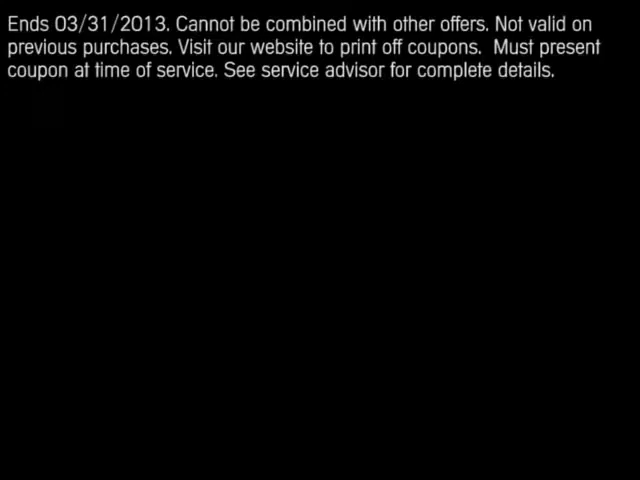 Ends 03/31/2013. Cannot be combined with other offers. Not valid on
previous purchases. Visit our website to print off coupons.  Must present
coupon at time of service. See service advisor for complete details.